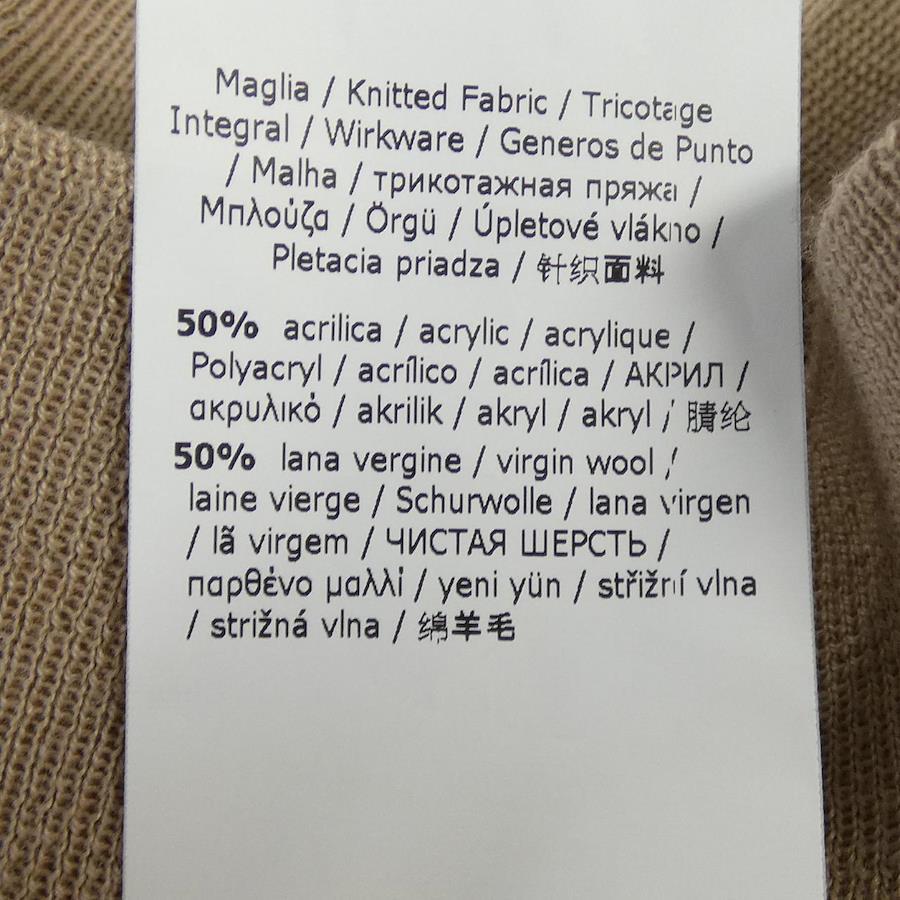 Maglia / Knitted Fabric / Tricotage
Integral / Wirkware / Generos de Punto
/ Malha / трикотажная пряжа /
Μπλούζα / Örgü / Úpletové vlákno /
Pletacia priadza / 针织面料
50% acrilica / acrylic / acrylique /
Polyacryl / acrílico / acrílica / АКРИЛ /
ακρυλικό / akrilik / akryl / akryl / 腈纶
50% lana vergine / virgin wool /
laine vierge / Schurwolle / lana virgen
/ lã virgem / ЧИСТАЯ ШЕРСТЬ /
παρθένο μαλλί / yeni yün / střižní vlna
/ strižná vlna / 绵羊毛